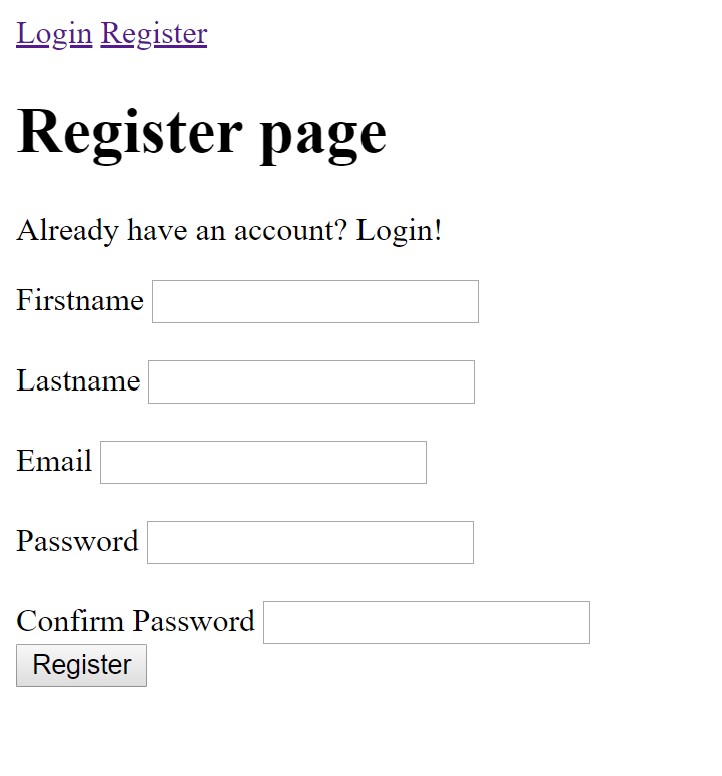 Login Register
Register page
Already have an account? Login!
Firstname
Lastname
Email
Password
Confirm Password
Register